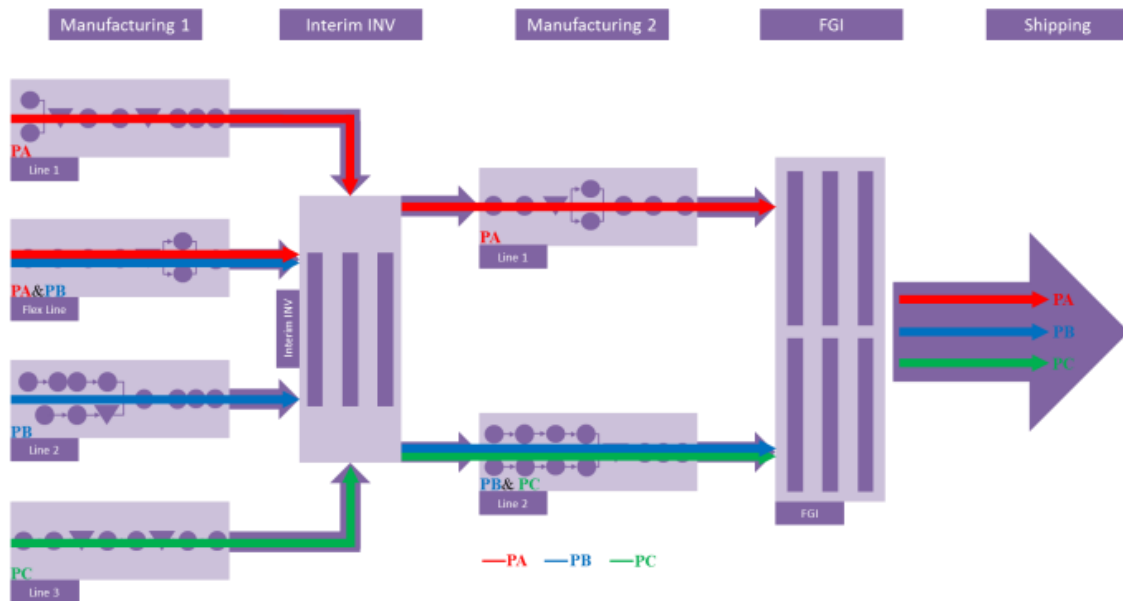 Manufacturing 1
Interim INV
Manufacturing 2
FGI
Shipping
PA
Line 1
PA&PB
Flex Line
PB
Line 2
PC
Line 3
Interim INV
PA
Line 1
PB& PC
Line 2
FGI
PA
PB
PC
PA PB PC